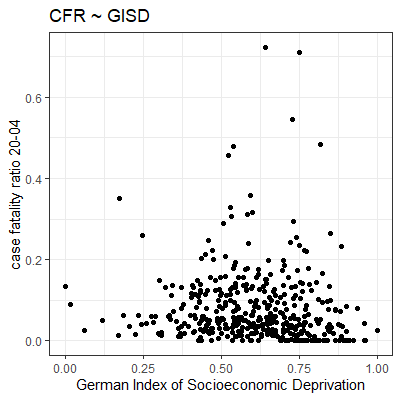 CFR ~ GISD
case fatality ratio 20-04
0.6
0.4
0.2
0.0
0.00 0.25 0.50 0.75 1.00
German Index of Socioeconomic Deprivation